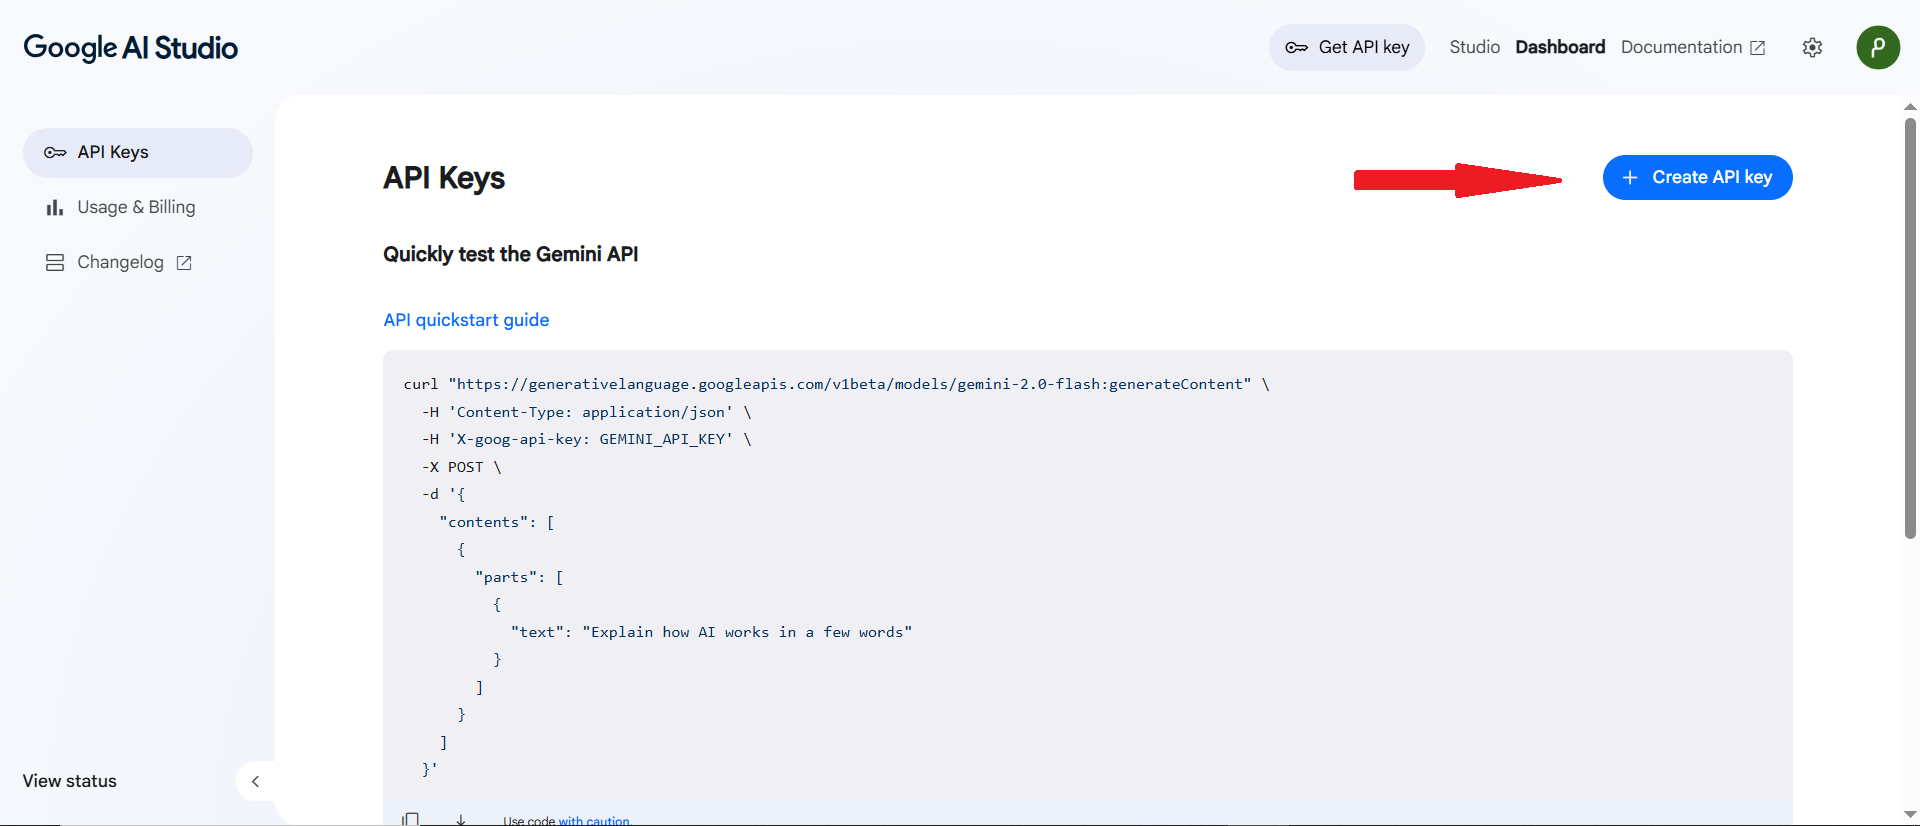 Google AI Studio
Get API key
Studio
Dashboard
Documentation
P
API Keys
Usage & Billing
Changelog
View status
API Keys
Create API key
Quickly test the Gemini API
API quickstart guide
curl "https://generativelanguage.googleapis.com/v1beta/models/gemini-2.0-flash:generateContent" \
-H 'Content-Type: application/json' \
-H 'X-goog-api-key: GEMINI_API_KEY' \
-X POST \
-d '{
"contents": [
{
"parts": [
{
"text": "Explain how AI works in a few words"
}
]
}
]
}'
Use code with caution.